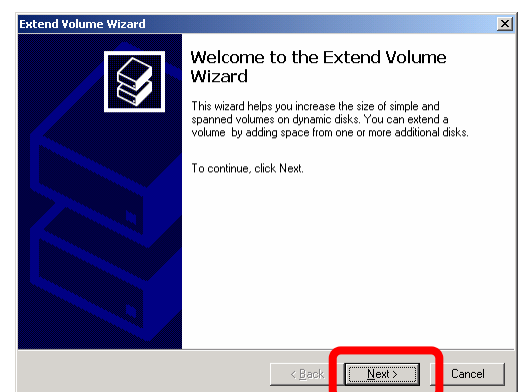 Extend Volume Wizard
Welcome to the Extend Volume
Wizard
This wizard helps you increase the size of simple and
spanned volumes on dynamic disks. You can extend a
volume by adding space from one or more additional disks.
To continue, click Next.
< Back
Next >
Cancel